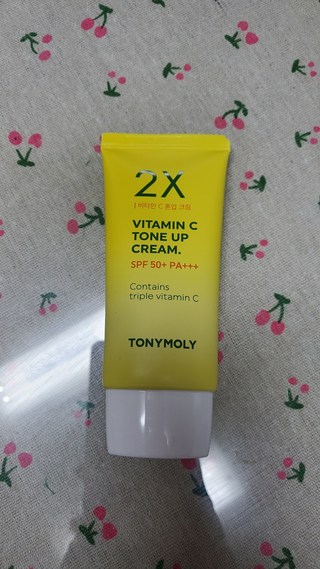 2X
| 비타민 C 톤업 크림
VITAMIN C
TONE UP
CREAM.
SPF 50+ PA+++
Contains
triple vitamin C
TONYMOLY